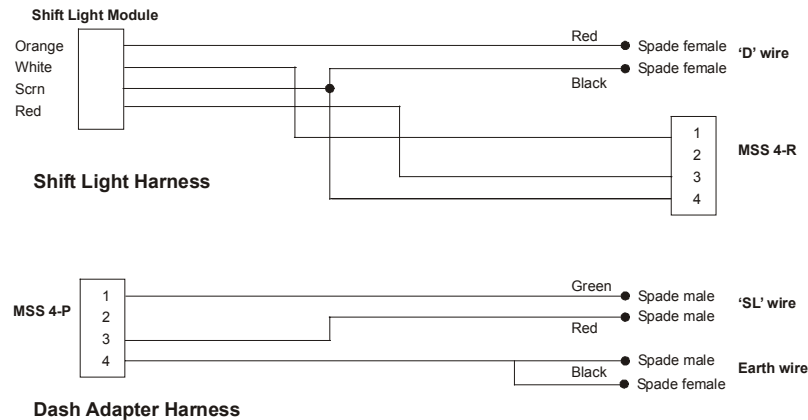 Shift Light Module
Orange
White
Scrn
Red
Red
Spade female
Spade female
Black
‘D’ wire
1
2
3
4
MSS 4-R
Shift Light Harness
MSS 4-P
1
2
3
4
Green
Spade male
Spade male
Red
‘SL’ wire
Spade male
Black
Spade female
Earth wire
Dash Adapter Harness